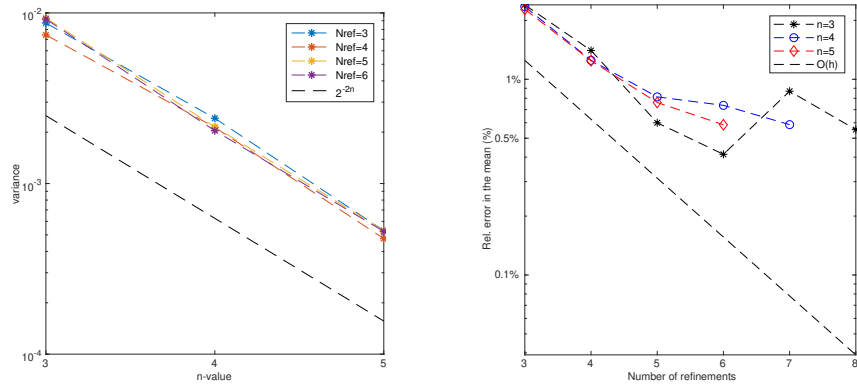 10^-2
10^-3
10^-4
variance
3
4
5
n-value
Nref=3
Nref=4
Nref=5
Nref=6
2^-2n
1%
0.5%
0.1%
Rel. error in the mean (%)
3
4
5
6
7
8
Number of refinements
n=3
n=4
n=5
O(h)